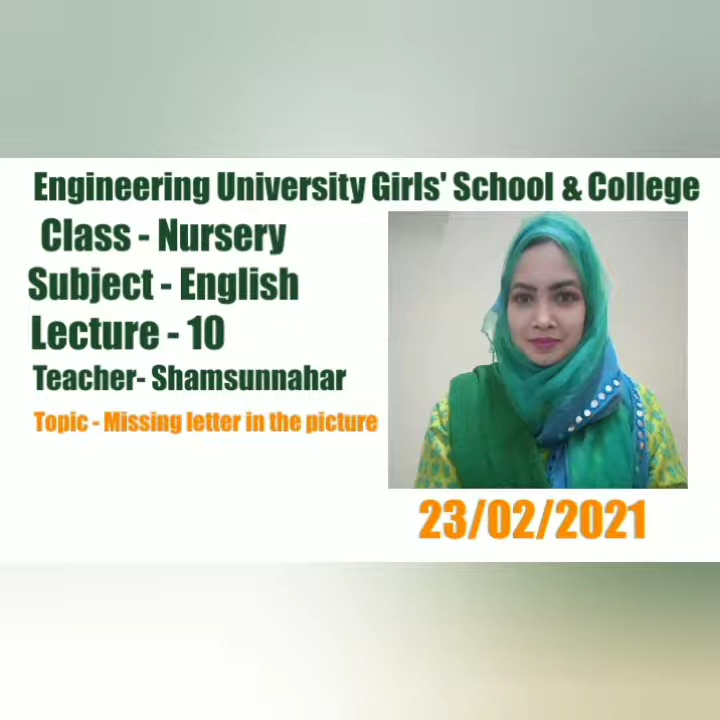 Engineering University Girls' School & College
Class - Nursery
Subject - English
Lecture - 10
Teacher- Shamsunnahar
Topic - Missing letter in the picture
23/02/2021